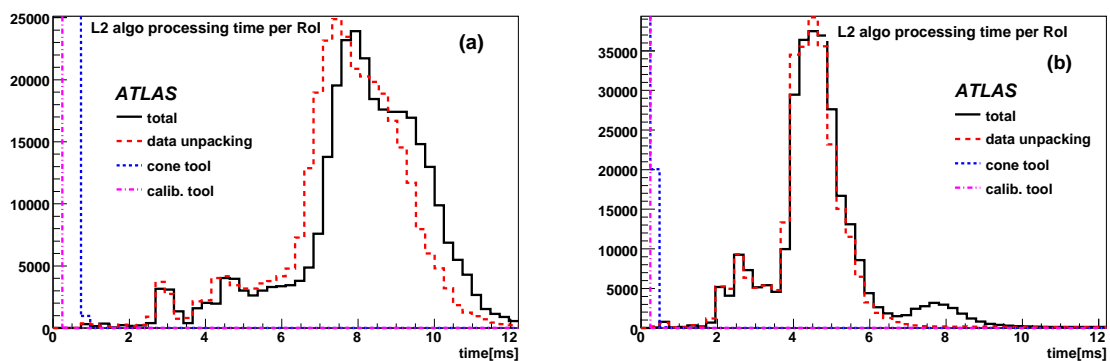 L2 algo processing time per RoI
(a)
ATLAS
total
data unpacking
cone tool
calib. tool
25000
20000
15000
10000
5000
0
0 2 4 6 8 10 12
time[ms]
L2 algo processing time per RoI
(b)
ATLAS
total
data unpacking
cone tool
calib. tool
35000
30000
25000
20000
15000
10000
5000
0
0 2 4 6 8 10 12
time[ms]